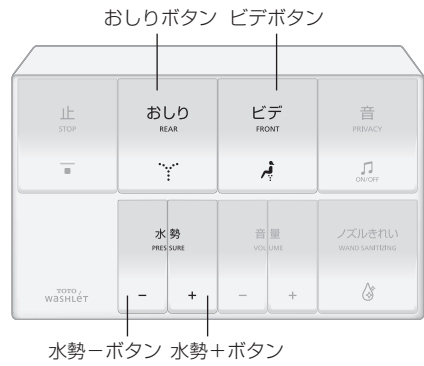 おしりボタン ビデボタン
止
STOP
おしり
REAR
ビデ
FRONT
音
PRIVACY
ON/OFF
水勢
PRESSURE
音量
VOLUME
ノズルきれい
WAND SANITIZING
− + − +
TOTO
WASHLET
水勢−ボタン 水勢+ボタン